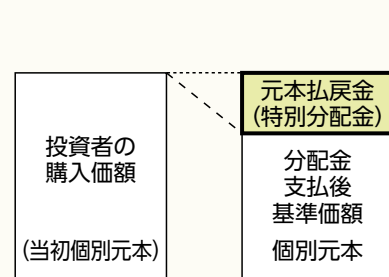 投資者の
購入価額
(当初個別元本)
元本払戻金
(特別分配金)
分配金
支払後
基準価額
個別元本